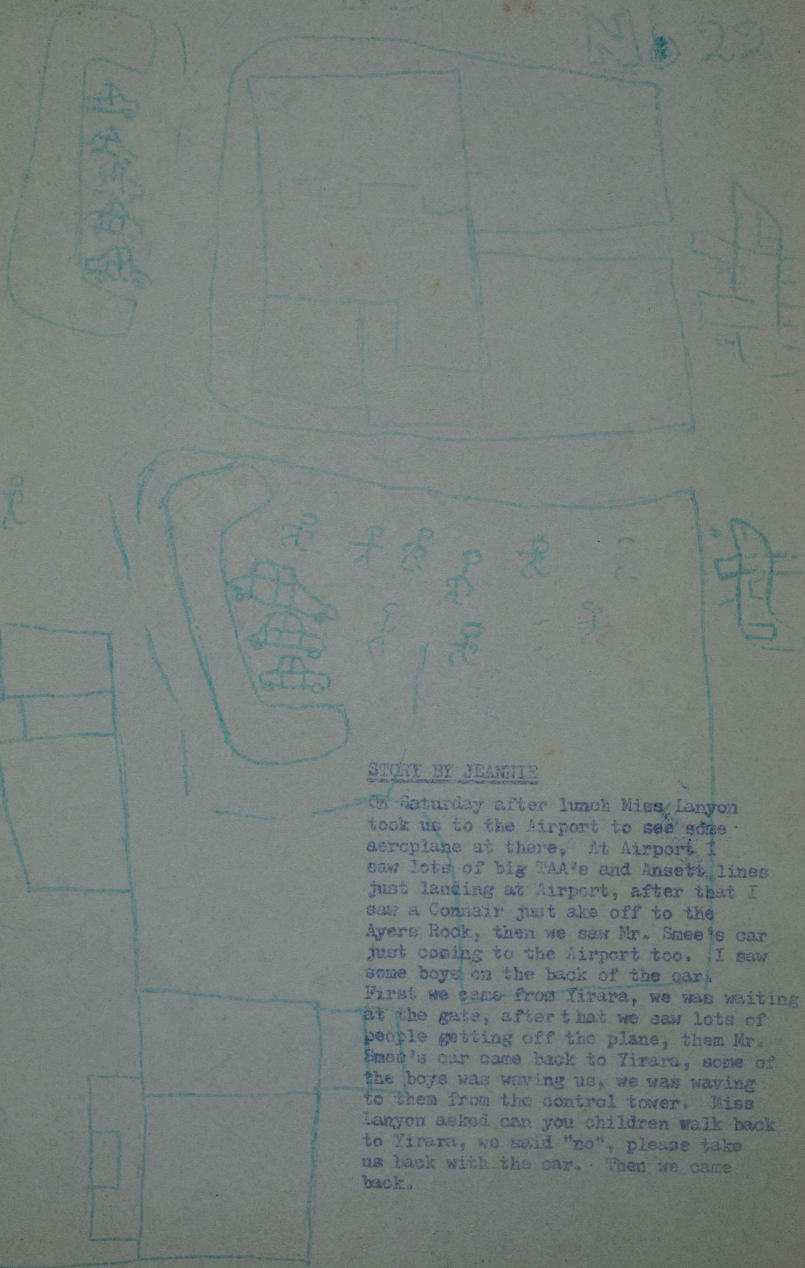 Mb 22
STORY BY JEANNIE
On Saturday after lunch Miss Lanyon
took us to the Airport to see some
aeroplane at there, At Airport I
saw lots of big TAA's and Ansett lines
just landing at Airport, after that I
saw a Connair just ake off to the
Ayers Rock, then we saw Mr. Smee's car
just coming to the Airport too. I saw
some boys on the back of the car.
First we came from Yirara, we was waiting
at the gate, after that we saw lots of
people getting off the plane, them Mr.
Smee's car came back to Yirara, some of
the boys was waving us, we was waving
to them from the control tower. Miss
Lanyon asked can you children walk back
to Yirara, we said "no", please take
us back with the car. Then we came
back.